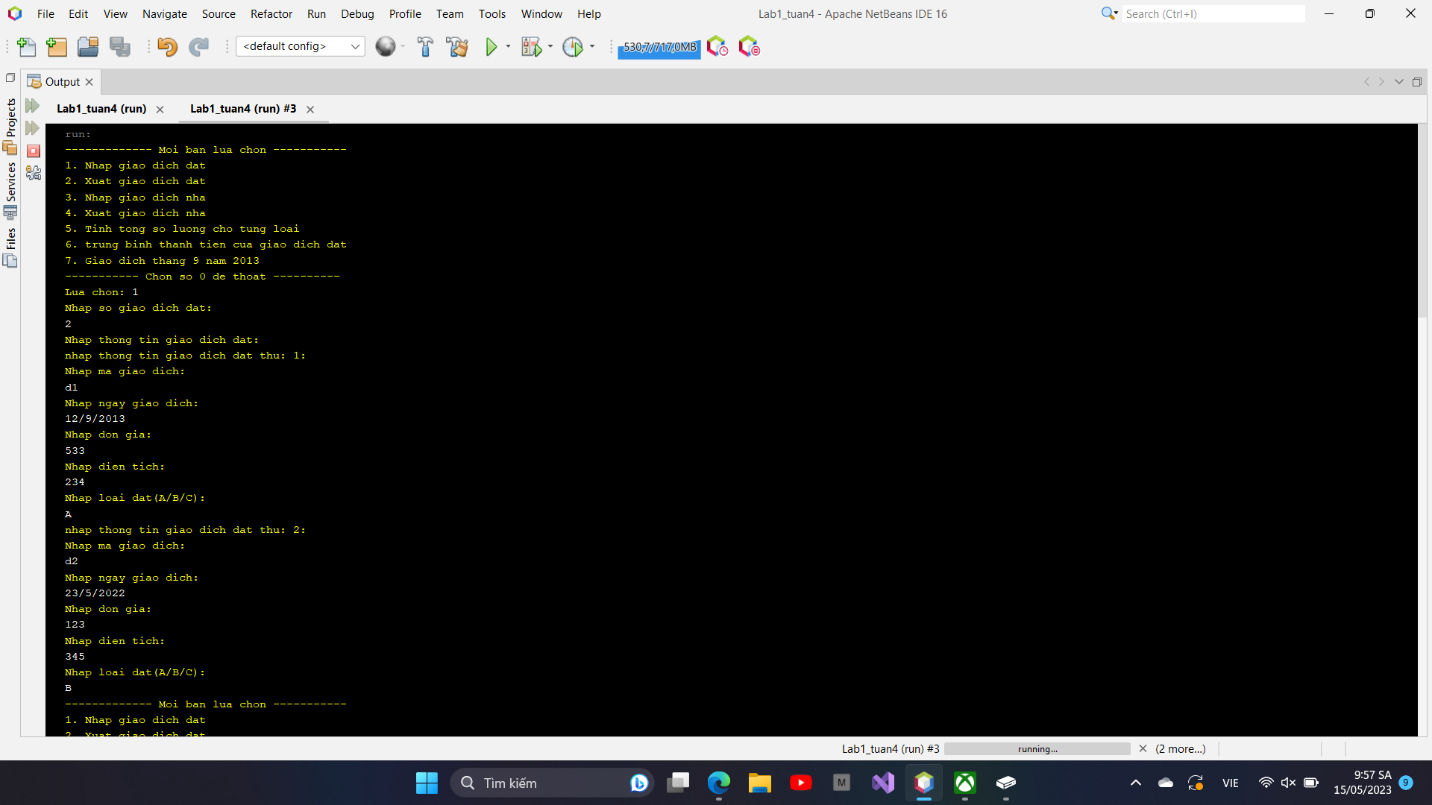 File Edit View Navigate Source Refactor Run Debug Profile Team Tools Window Help
Lab1_tuan4 - Apache NetBeans IDE 16
Search (Ctrl+I)
<default config>
530,7/717,0MB
Output
Projects
Services
Files
Lab1_tuan4 (run)
Lab1_tuan4 (run) #3
run:
------------- Moi ban lua chon -----------
1. Nhap giao dich dat
2. Xuat giao dich dat
3. Nhap giao dich nha
4. Xuat giao dich nha
5. Tinh tong so luong cho tung loai
6. trung binh thanh tien cua giao dich dat
7. Giao dich thang 9 nam 2013
----------- Chon so 0 de thoat ----------
Lua chon: 1
Nhap so giao dich dat:
2
Nhap thong tin giao dich dat:
nhap thong tin giao dich dat thu: 1:
Nhap ma giao dich:
d1
Nhap ngay giao dich:
12/9/2013
Nhap don gia:
533
Nhap dien tich:
234
Nhap loai dat(A/B/C):
A
nhap thong tin giao dich dat thu: 2:
Nhap ma giao dich:
d2
Nhap ngay giao dich:
23/5/2022
Nhap don gia:
123
Nhap dien tich:
345
Nhap loai dat(A/B/C):
B
------------- Moi ban lua chon -----------
1. Nhap giao dich dat
2. Xuat giao dich dat
Lab1_tuan4 (run) #3
running...
(2 more...)
Tìm kiếm
M
VIE
9:57 SA
15/05/2023
9